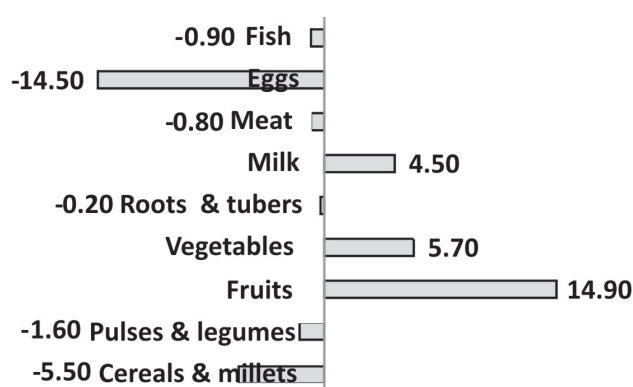 -0.90 Fish
-14.50 Eggs
-0.80 Meat
Milk 4.50
-0.20 Roots & tubers
Vegetables 5.70
Fruits 14.90
-1.60 Pulses & legumes
-5.50 Cereals & millets